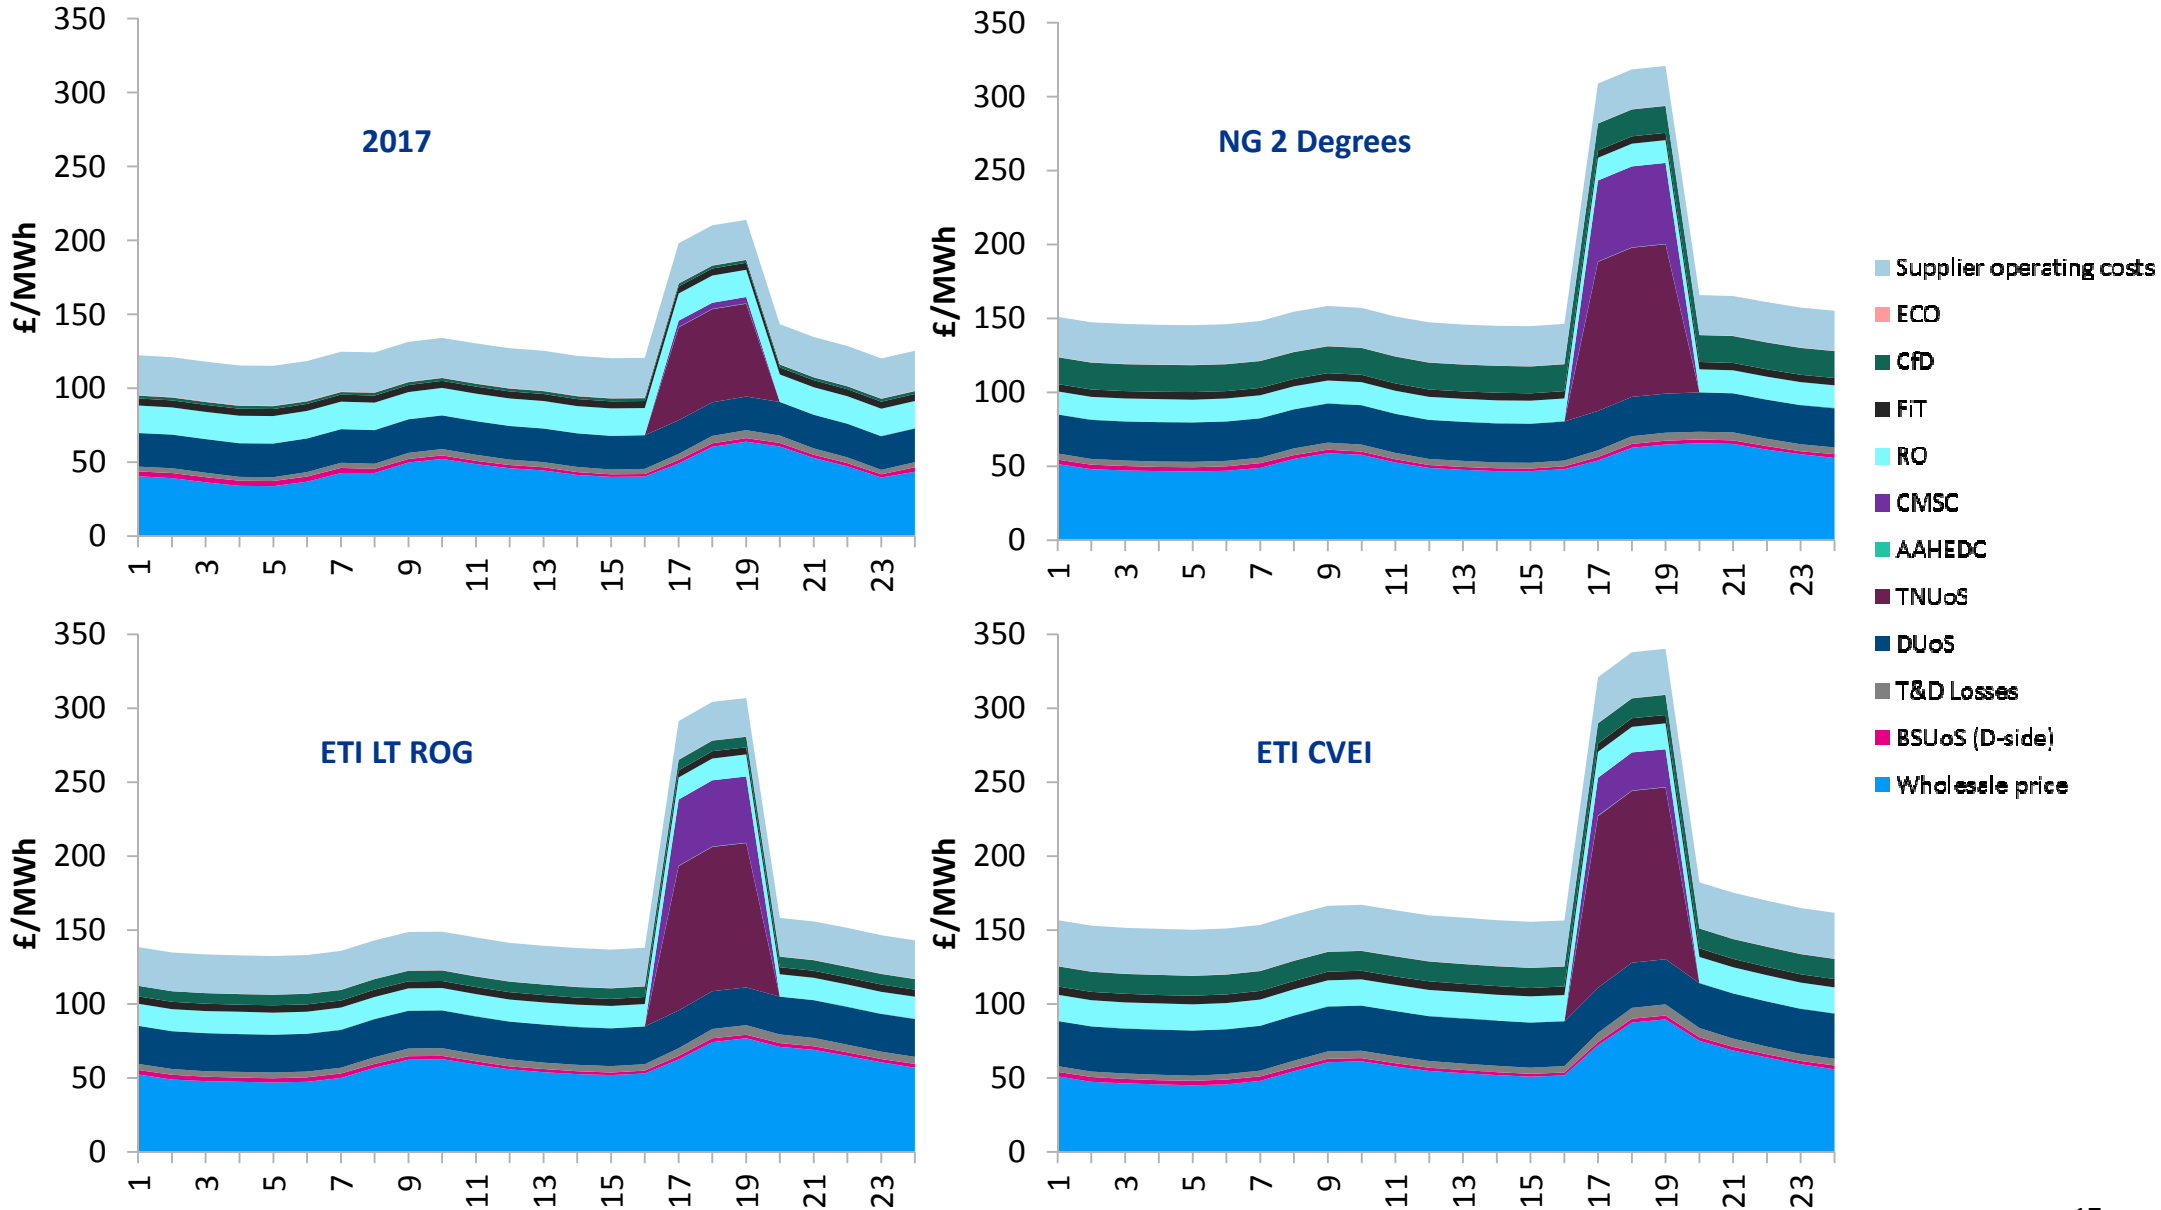 350
300
250
200
150
100
50
0
£/MWh
2017
1 3 5 7 9 11 13 15 17 19 21 23
350
300
250
200
150
100
50
0
£/MWh
NG 2 Degrees
1 3 5 7 9 11 13 15 17 19 21 23
350
300
250
200
150
100
50
0
£/MWh
ETI LT ROG
1 3 5 7 9 11 13 15 17 19 21 23
350
300
250
200
150
100
50
0
£/MWh
ETI CVEI
1 3 5 7 9 11 13 15 17 19 21 23
Supplier operating costs
ECO
CfD
FiT
RO
CMSC
AAHEDC
TNUoS
DUoS
T&D Losses
BSUoS (D-side)
Wholesale price